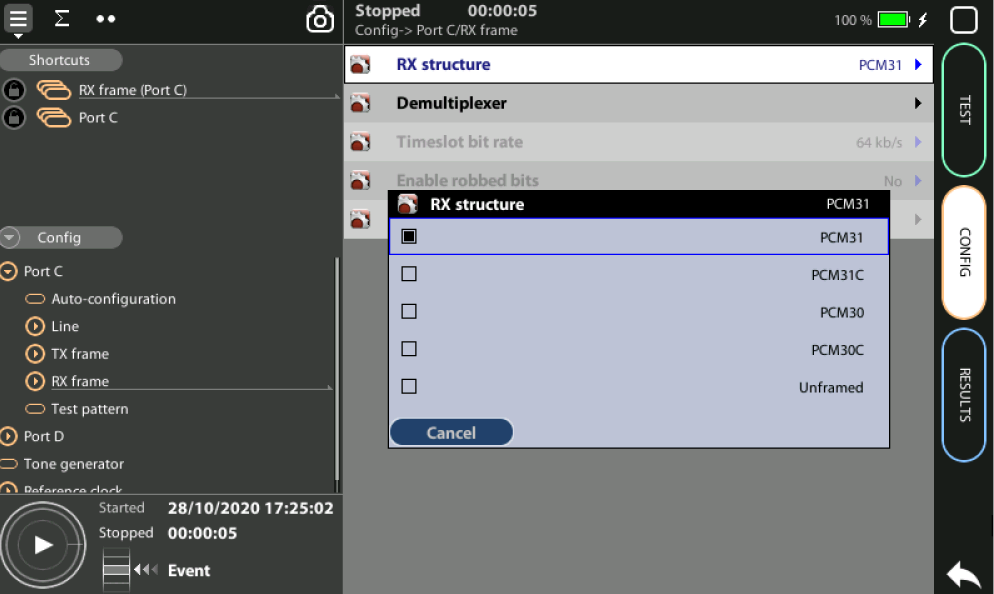 Σ
Stopped 00:00:05
Config-> Port C/RX frame
100 %
Shortcuts
RX frame (Port C)
Port C
Config
Port C
Auto-configuration
Line
TX frame
RX frame
Test pattern
Port D
Tone generator
Reference clock
Started 28/10/2020 17:25:02
Stopped 00:00:05
Event
RX structure PCM31
Demultiplexer
Timeslot bit rate 64 kb/s
Enable robbed bits No
RX structure PCM31
PCM31
PCM31C
PCM30
PCM30C
Unframed
Cancel
TEST
CONFIG
RESULTS